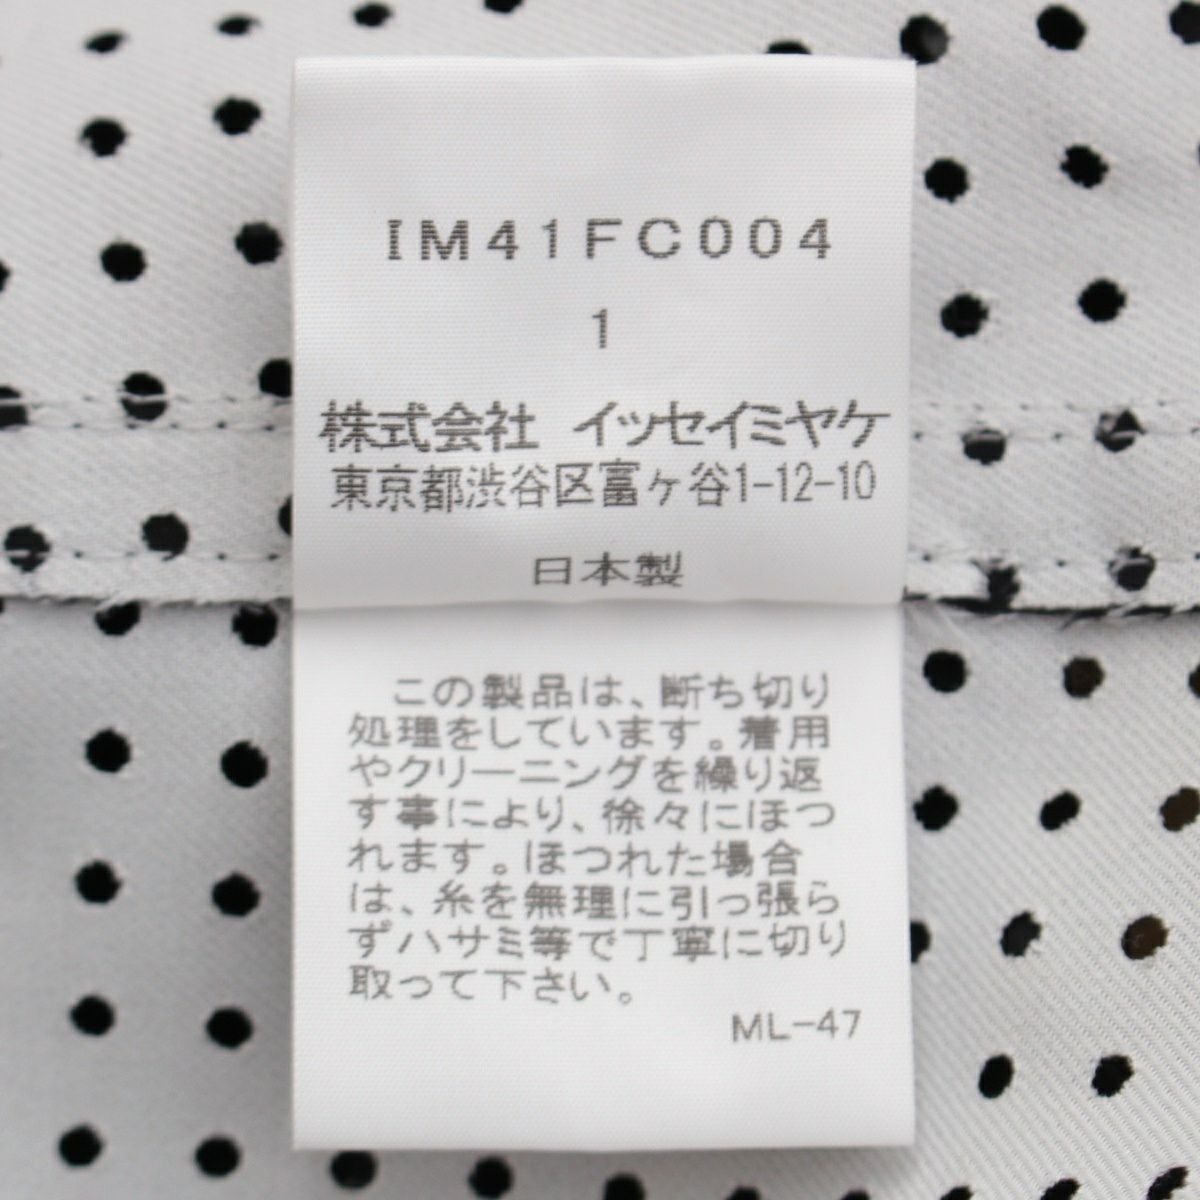 IM41FC004
1
株式会社 イッセイミヤケ
東京都渋谷区富ヶ谷1-12-10
日本製
この製品は、断ち切り
処理をしています。着用
やクリーニングを繰り返
す事により、徐々にほつ
れます。ほつれた場合
は、糸を無理に引っ張ら
ずハサミ等で丁寧に切り
取って下さい。
ML-47